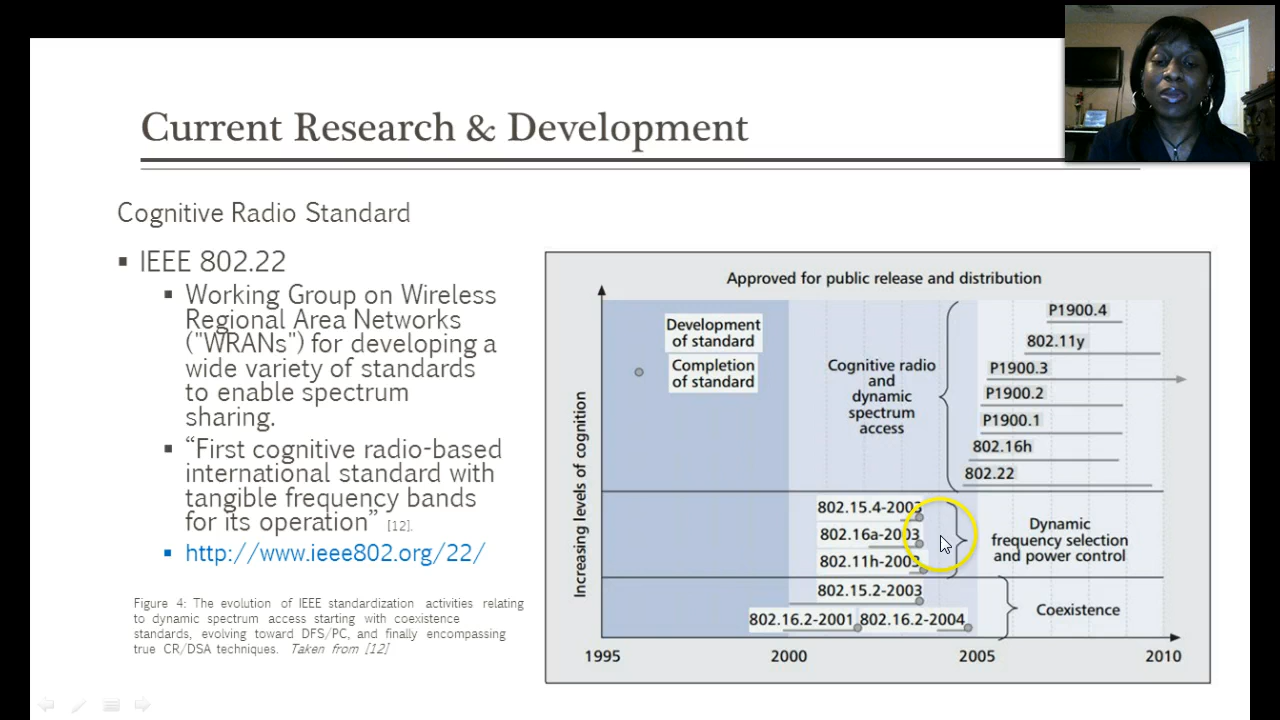 Current Research & Development
Cognitive Radio Standard
▪ IEEE 802.22
▪ Working Group on Wireless
Regional Area Networks
("WRANs") for developing a
wide variety of standards
to enable spectrum
sharing.
▪ “First cognitive radio-based
international standard with
tangible frequency bands
for its operation” [12].
▪ http://www.ieee802.org/22/
Figure 4: The evolution of IEEE standardization activities relating
to dynamic spectrum access starting with coexistence
standards, evolving toward DFS/PC, and finally encompassing
true CR/DSA techniques. Taken from [12]
Approved for public release and distribution
Increasing levels of cognition
Development
of standard
Completion
of standard
Cognitive radio
and
dynamic
spectrum
access
P1900.4
802.11y
P1900.3
P1900.2
P1900.1
802.16h
802.22
802.15.4-2003
802.16a-2003
802.11h-2003
Dynamic
frequency selection
and power control
802.15.2-2003
802.16.2-2001 802.16.2-2004
Coexistence
1995 2000 2005 2010